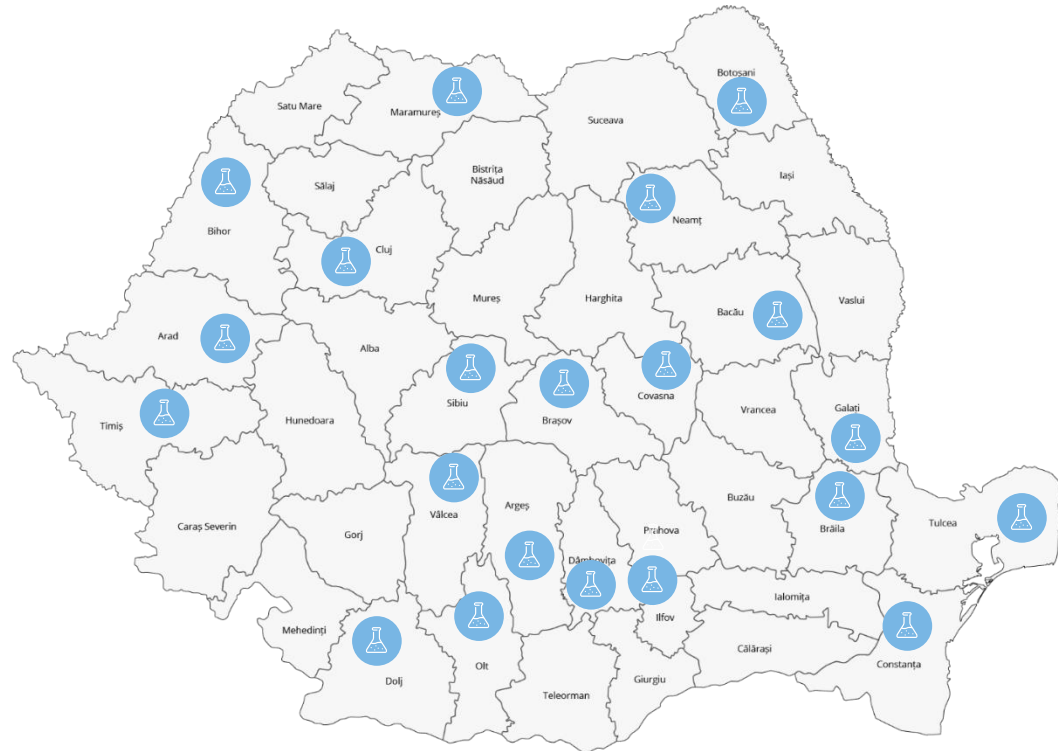 Botoșani
Satu Mare
Maramureș
Suceava
Bistrița
Năsăud
Iași
Sălaj
Neamț
Bihor
Cluj
Mureș
Harghita
Vaslui
Bacău
Arad
Alba
Sibiu
Covasna
Brașov
Vrancea
Galați
Timiș
Hunedoara
Vâlcea
Argeș
Buzău
Brăila
Tulcea
Caraș Severin
Gorj
Prahova
Dâmbovița
Ialomița
Ilfov
Mehedinți
Călărași
Constanța
Olt
Dolj
Giurgiu
Teleorman